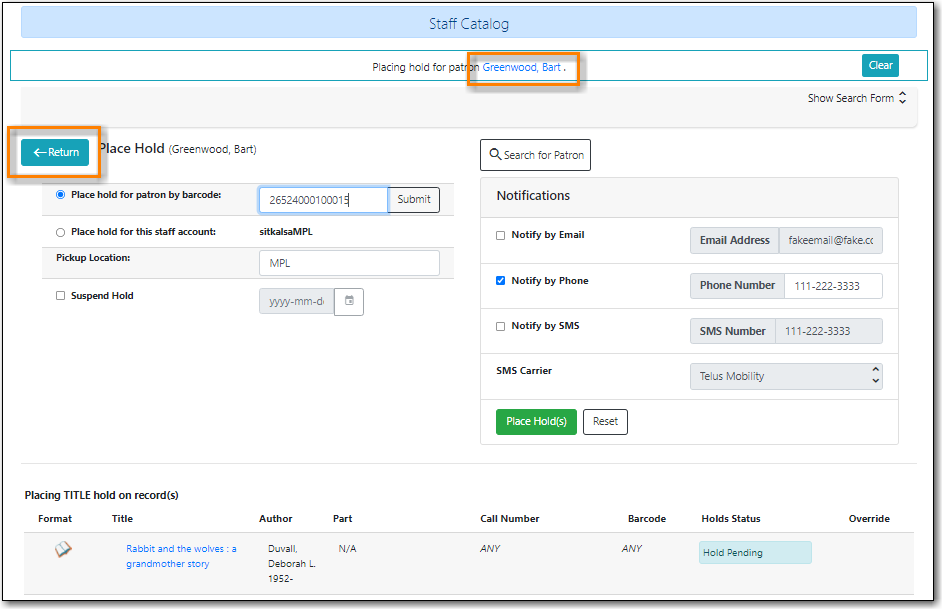 Staff Catalog
Placing hold for patron Greenwood, Bart .
Clear
Show Search Form
Return
Place Hold (Greenwood, Bart)
Search for Patron
Place hold for patron by barcode:
26524000100015
Submit
Place hold for this staff account:
sitkalsaMPL
Pickup Location:
MPL
Suspend Hold
yyyy-mm-d
Notifications
Notify by Email
Email Address
fakeemail@fake.cc
Notify by Phone
Phone Number
111-222-3333
Notify by SMS
SMS Number
111-222-3333
SMS Carrier
Telus Mobility
Place Hold(s)
Reset
Placing TITLE hold on record(s)
Format Title Author Part Call Number Barcode Holds Status Override
Rabbit and the wolves : a
grandmother story
Duvall,
Deborah L.
1952-
N/A
ANY
ANY
Hold Pending